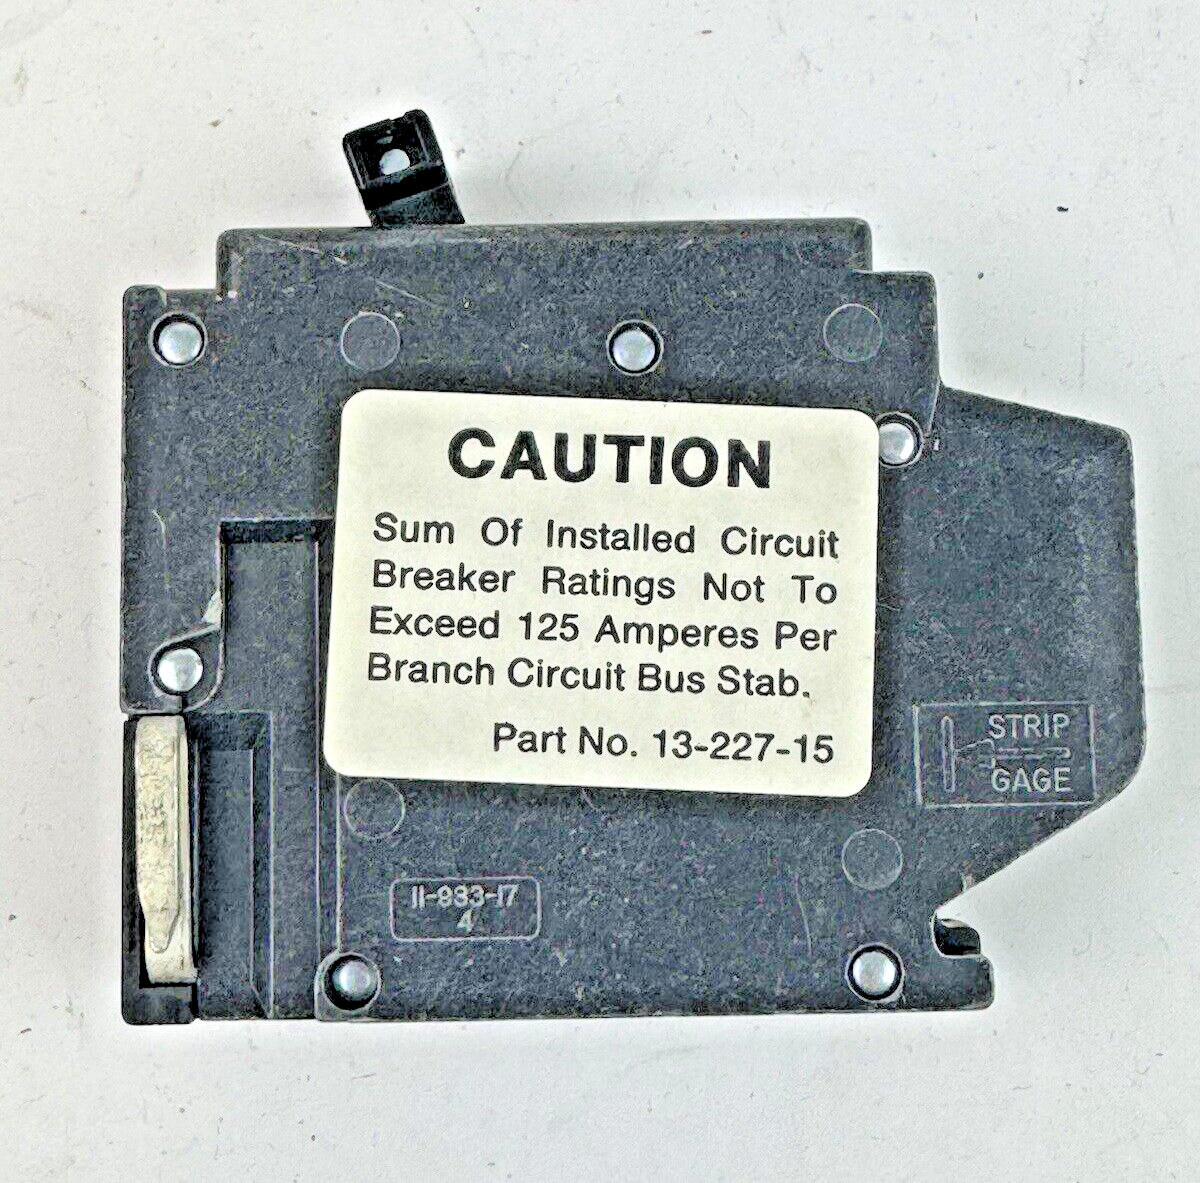 CAUTION
Sum Of Installed Circuit
Breaker Ratings Not To
Exceed 125 Amperes Per
Branch Circuit Bus Stab.
Part No. 13-227-15
STRIP
GAGE
11-933-17
4